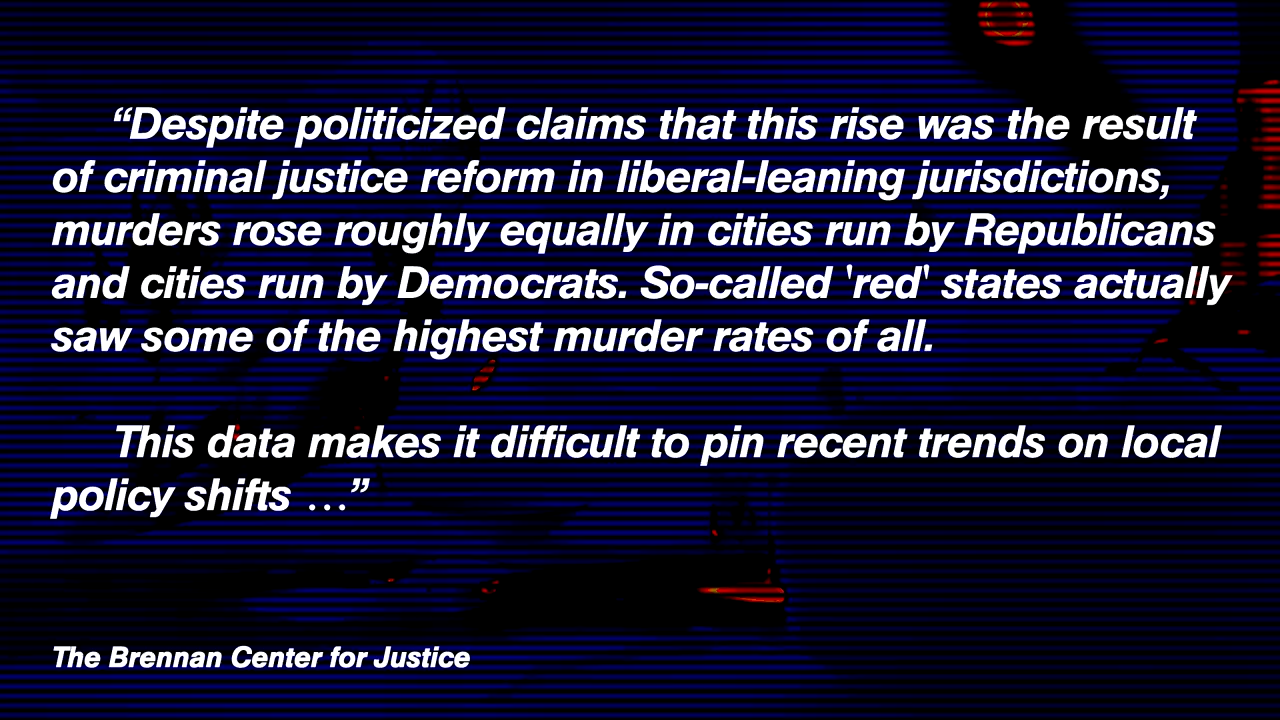 “Despite politicized claims that this rise was the result
of criminal justice reform in liberal-leaning jurisdictions,
murders rose roughly equally in cities run by Republicans
and cities run by Democrats. So-called 'red' states actually
saw some of the highest murder rates of all.
This data makes it difficult to pin recent trends on local
policy shifts …”
The Brennan Center for Justice